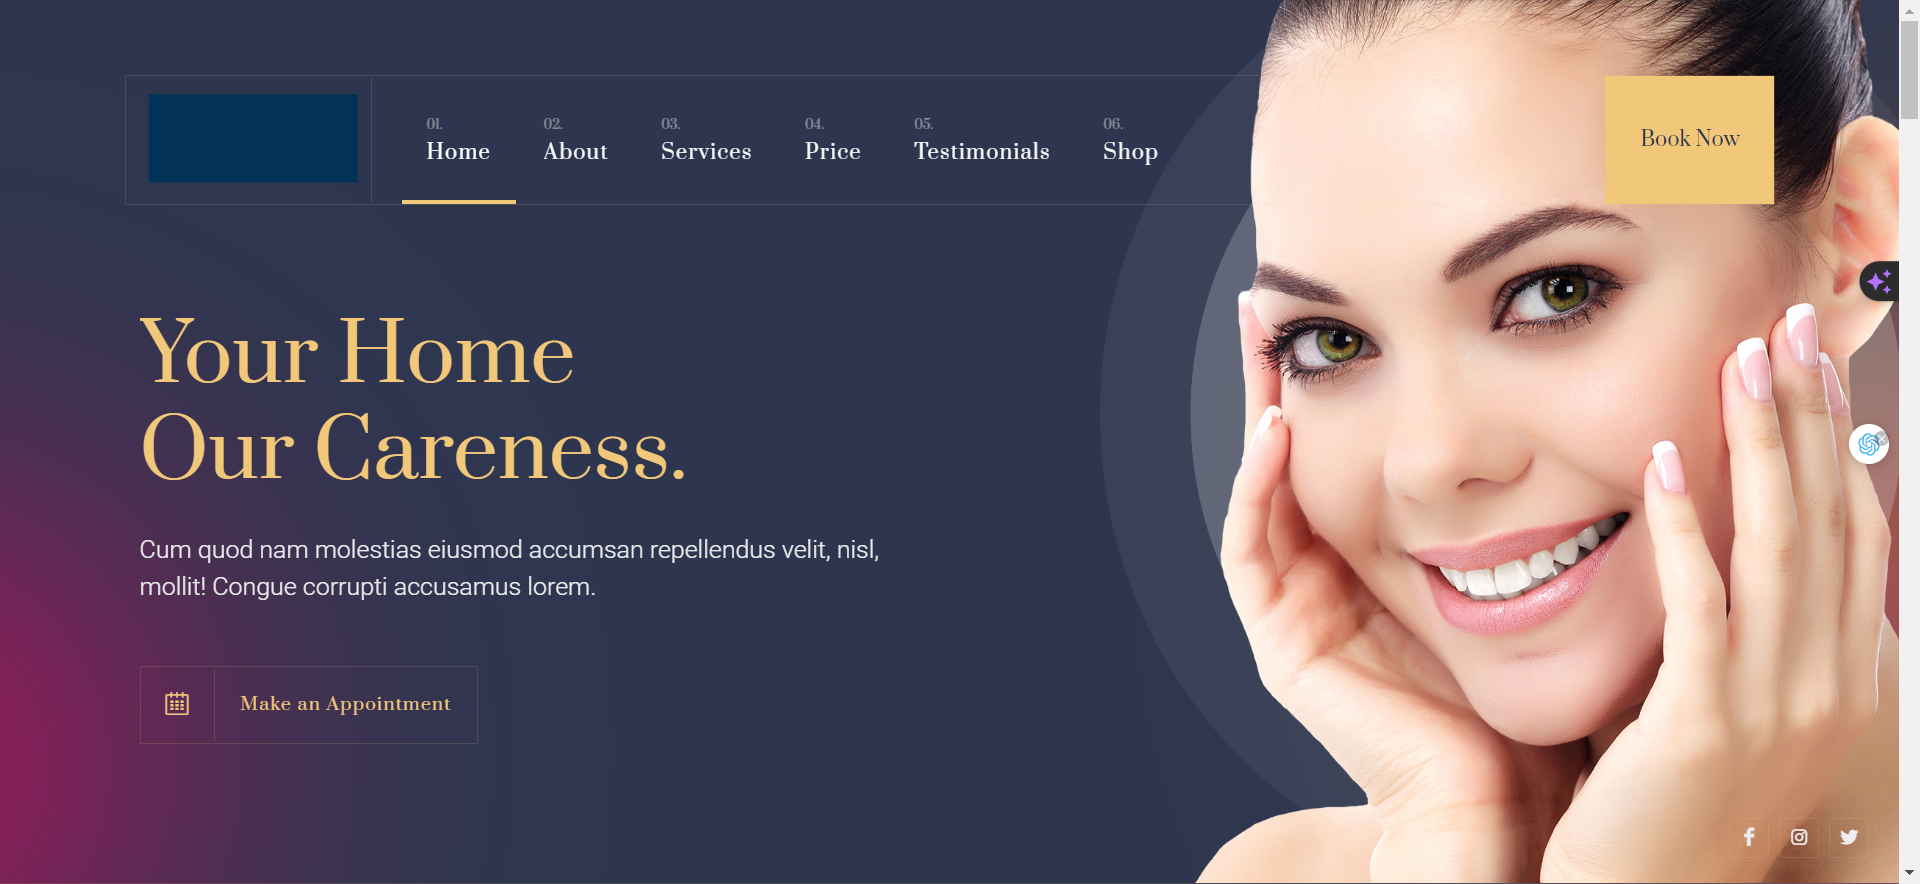 01.
Home
02.
About
03.
Services
04.
Price
05.
Testimonials
06.
Shop
Book Now
Your Home
Our Careness.
Cum quod nam molestias eiusmod accumsan repellendus velit, nisl,
mollit! Congue corrupti accusamus lorem.
Make an Appointment